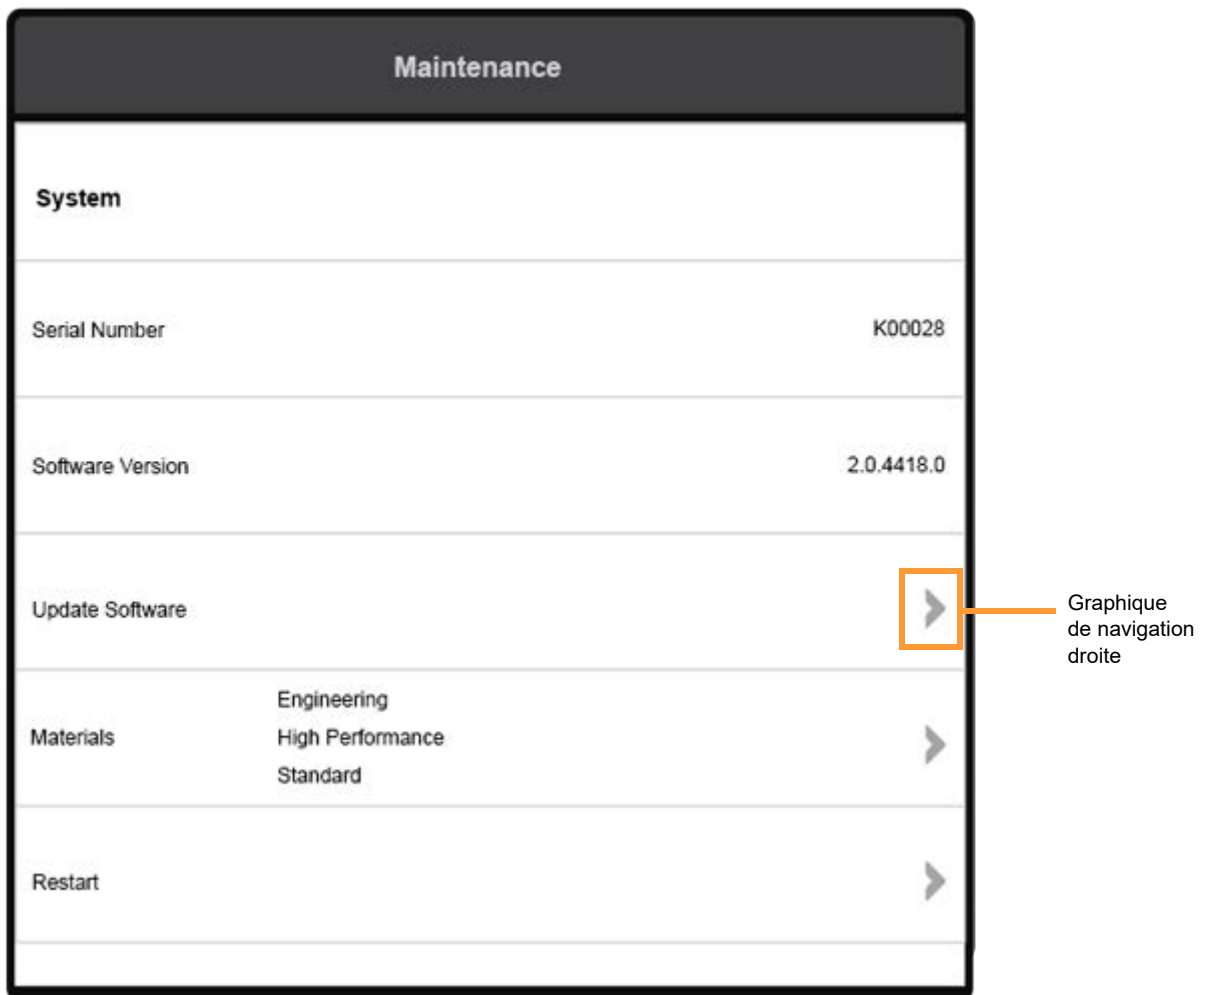 Maintenance
System
Serial Number K00028
Software Version 2.0.4418.0
Update Software
Graphique
de navigation
droite
Materials
Engineering
High Performance
Standard
Restart